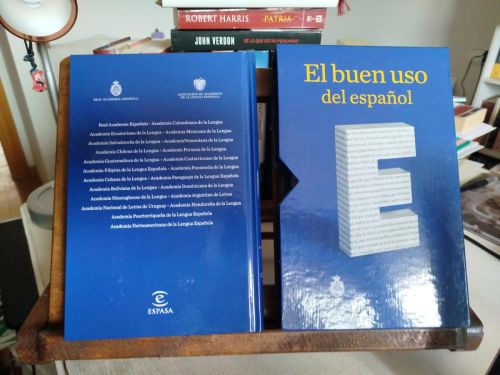 ROBERT HARRIS PATRIA
JOHN VERDON SÉ LO QUE ESTÁS PENSANDO
REAL ACADEMIA ESPAÑOLA
ASOCIACIÓN DE ACADEMIAS
DE LA LENGUA ESPAÑOLA
Real Academia Española • Academia Colombiana de la Lengua
Academia Ecuatoriana de la Lengua • Academia Mexicana de la Lengua
Academia Salvadoreña de la Lengua • Academia Venezolana de la Lengua
Academia Chilena de la Lengua • Academia Peruana de la Lengua
Academia Guatemalteca de la Lengua • Academia Costarricense de la Lengua
Academia Filipina de la Lengua Española • Academia Panameña de la Lengua
Academia Cubana de la Lengua • Academia Paraguaya de la Lengua Española
Academia Boliviana de la Lengua • Academia Dominicana de la Lengua
Academia Nicaragüense de la Lengua • Academia Argentina de Letras
Academia Nacional de Letras de Uruguay • Academia Hondureña de la Lengua
Academia Puertorriqueña de la Lengua Española
Academia Norteamericana de la Lengua Española
ESPASA
El buen uso
del español
E